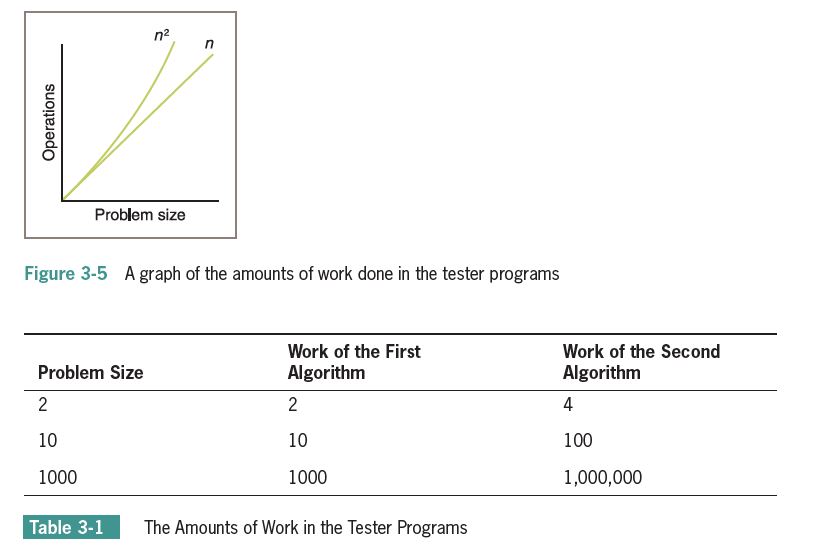 n²
n
Operations
Problem size
Figure 3-5 A graph of the amounts of work done in the tester programs
Problem Size Work of the First Algorithm Work of the Second Algorithm
2 2 4
10 10 100
1000 1000 1,000,000
Table 3-1 The Amounts of Work in the Tester Programs